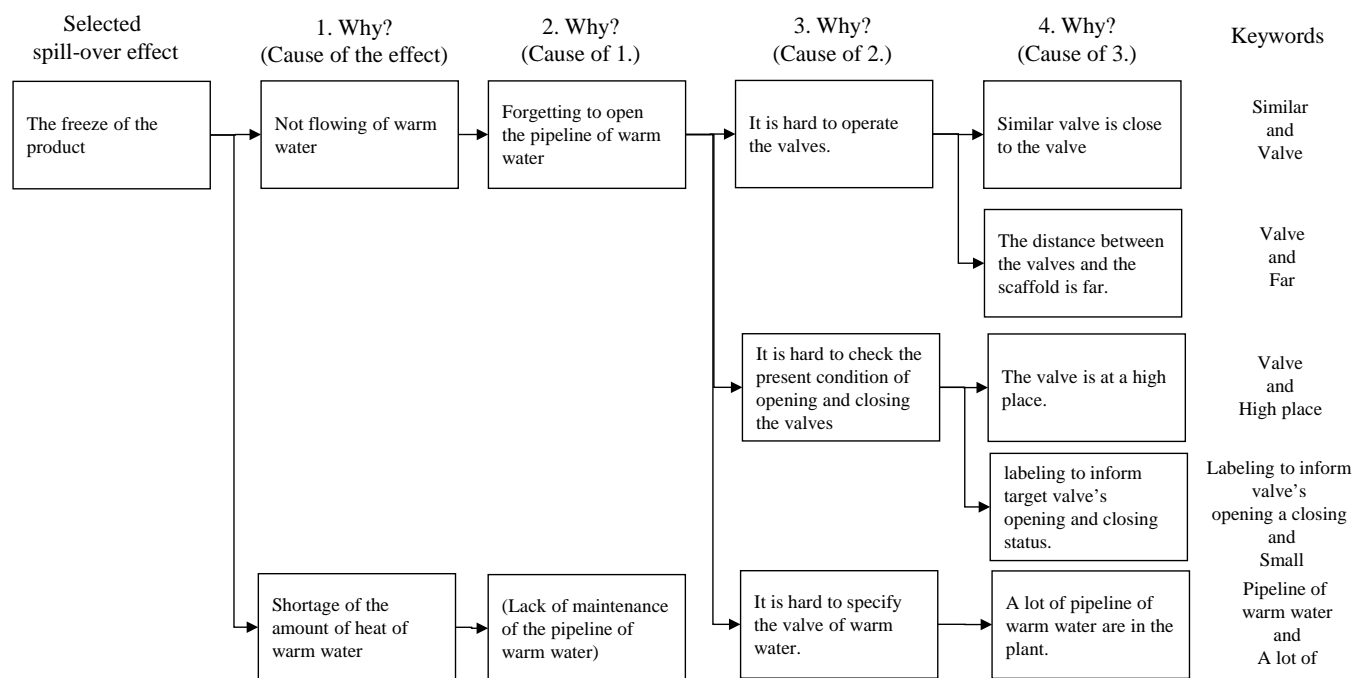 Selected
spill-over effect
1. Why?
(Cause of the effect)
2. Why?
(Cause of 1.)
3. Why?
(Cause of 2.)
4. Why?
(Cause of 3.)
Keywords
The freeze of the
product
Not flowing of warm
water
Forgetting to open
the pipeline of warm
water
It is hard to operate
the valves.
Similar valve is close
to the valve
Similar
and
Valve
The distance between
the valves and the
scaffold is far.
Valve
and
Far
It is hard to check the
present condition of
opening and closing
the valves
The valve is at a high
place.
Valve
and
High place
labeling to inform
target valve’s
opening and closing
status.
Labeling to inform
valve’s
opening a closing
and
Small
Shortage of the
amount of heat of
warm water
(Lack of maintenance
of the pipeline of
warm water)
It is hard to specify
the valve of warm
water.
A lot of pipeline of
warm water are in the
plant.
Pipeline of
warm water
and
A lot of